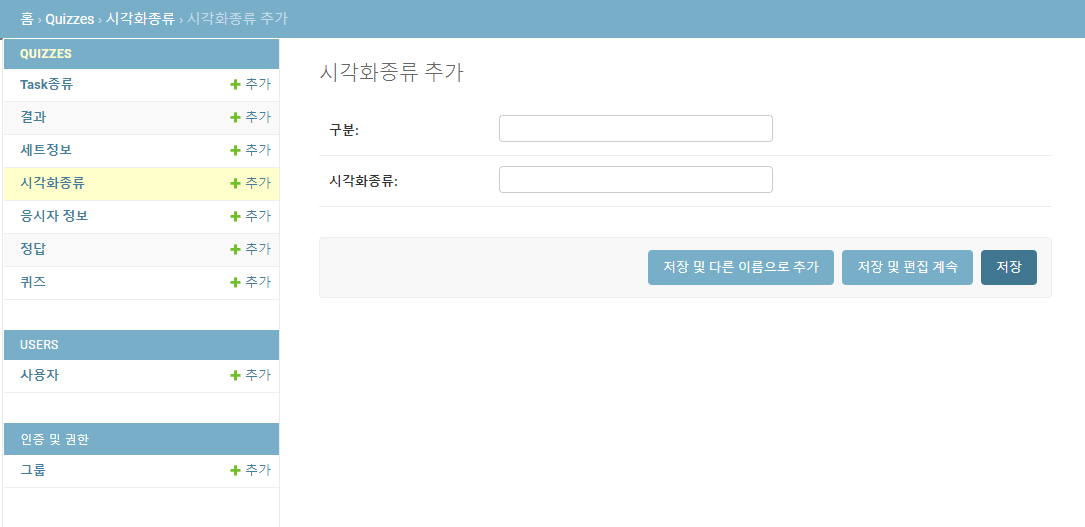 홈 › Quizzes › 시각화종류 › 시각화종류 추가
QUIZZES
Task종류 추가
결과 추가
세트정보 추가
시각화종류 추가
응시자 정보 추가
정답 추가
퀴즈 추가
USERS
사용자 추가
인증 및 권한
그룹 추가
시각화종류 추가
구분:
시각화종류:
저장 및 다른 이름으로 추가 저장 및 편집 계속 저장